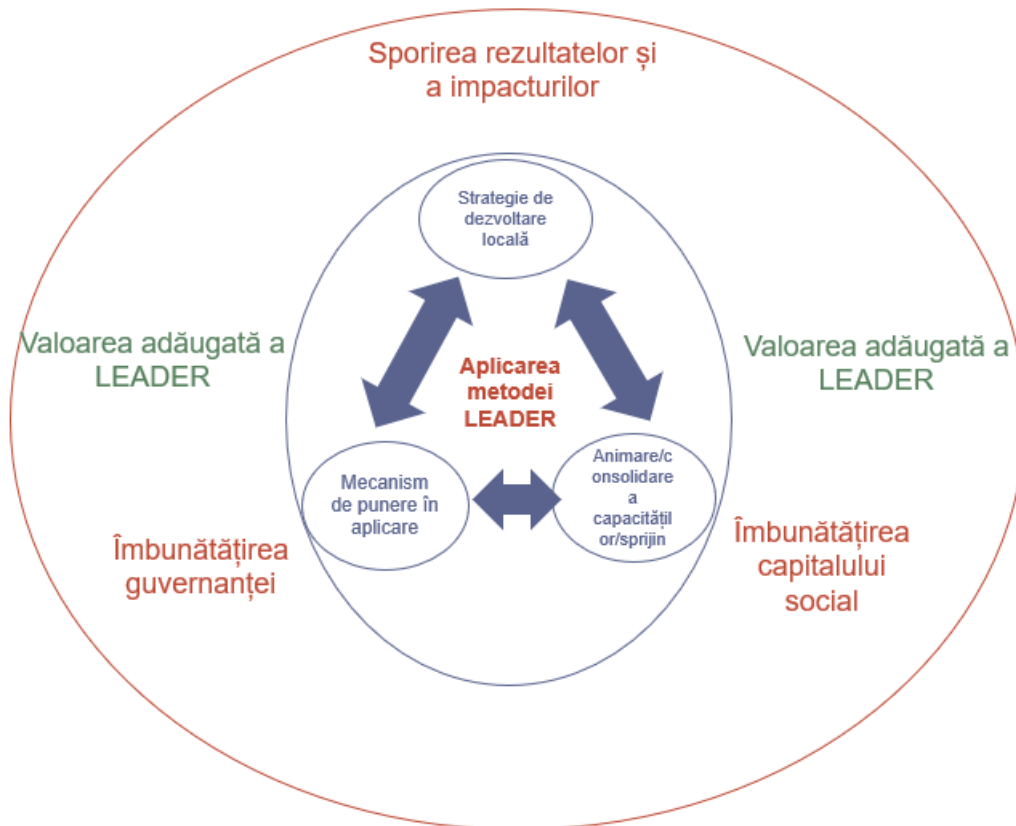 Sporirea rezultatelor și
a impacturilor
Strategie de
dezvoltare
locală
Valoarea adăugată a
LEADER
Aplicarea
metodei
LEADER
Valoarea adăugată a
LEADER
Mecanism
de punere în
aplicare
Animare/c
onsolidare
a
capacitățil
or/sprijin
Îmbunătățirea
guvernanței
Îmbunătățirea
capitalului
social